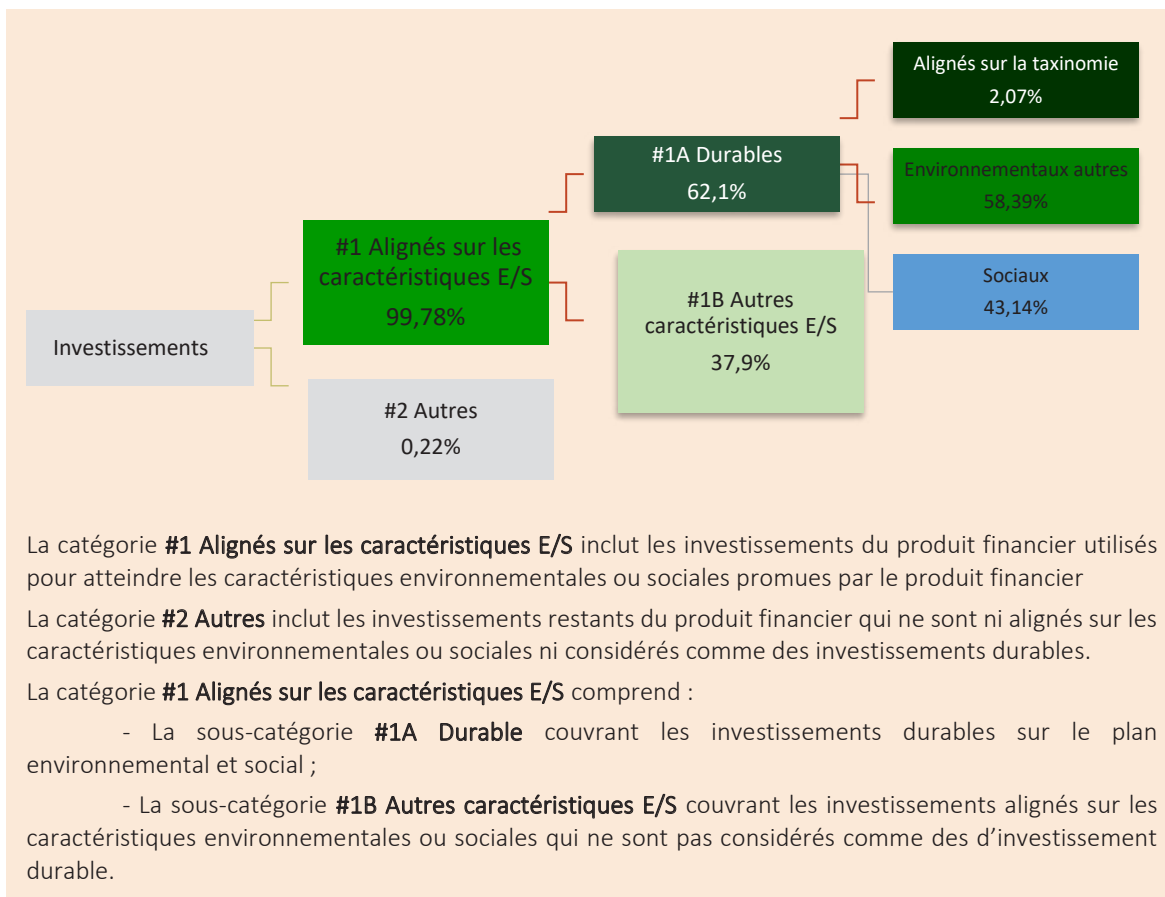 Alignés sur la taxinomie
2,07%
#1A Durables
62,1%
Environnementaux autres
58,39%
#1 Alignés sur les
caractéristiques E/S
99,78%
#1B Autres
caractéristiques E/S
37,9%
Sociaux
43,14%
Investissements
#2 Autres
0,22%
La catégorie #1 Alignés sur les caractéristiques E/S inclut les investissements du produit financier utilisés
pour atteindre les caractéristiques environnementales ou sociales promues par le produit financier
La catégorie #2 Autres inclut les investissements restants du produit financier qui ne sont ni alignés sur les
caractéristiques environnementales ou sociales ni considérés comme des investissements durables.
La catégorie #1 Alignés sur les caractéristiques E/S comprend :
- La sous-catégorie #1A Durable couvrant les investissements durables sur le plan
environnemental et social ;
- La sous-catégorie #1B Autres caractéristiques E/S couvrant les investissements alignés sur les
caractéristiques environnementales ou sociales qui ne sont pas considérés comme des d’investissement
durable.